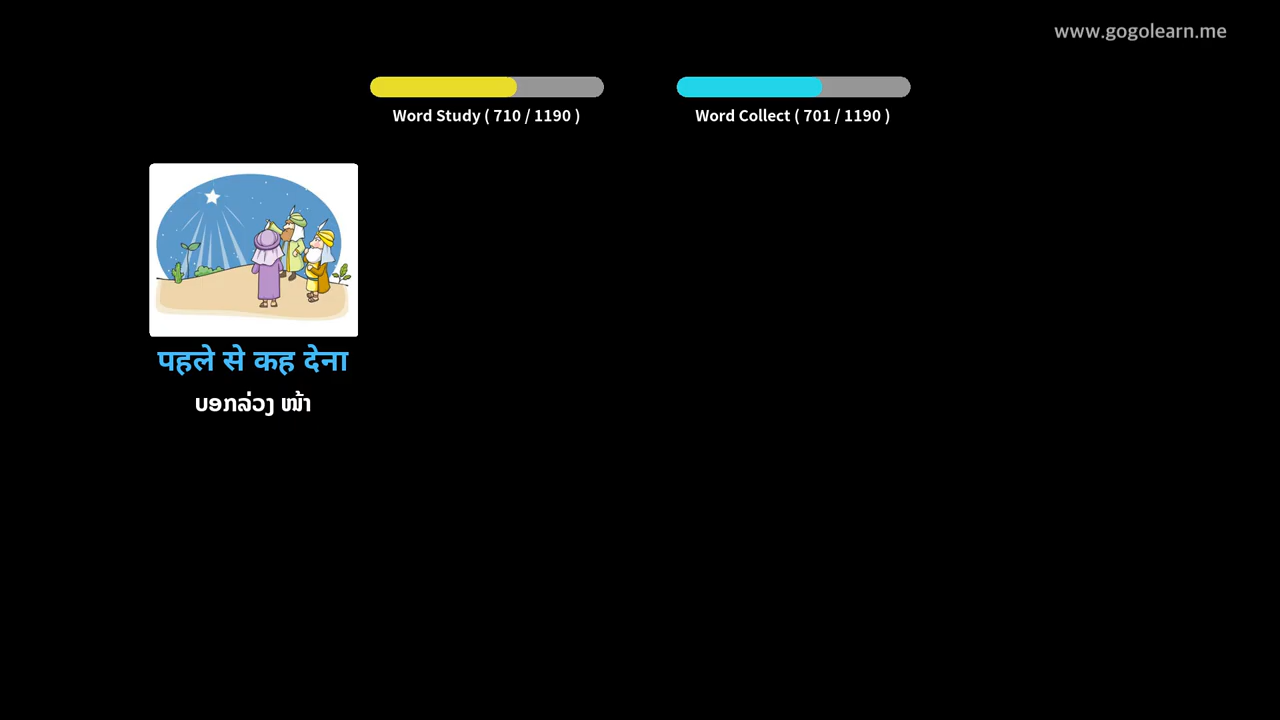 www.gogolearn.me
Word Study ( 710 / 1190 )
Word Collect ( 701 / 1190 )
पहले से कह देना
ບອກລ່ວງ ໜ້າ